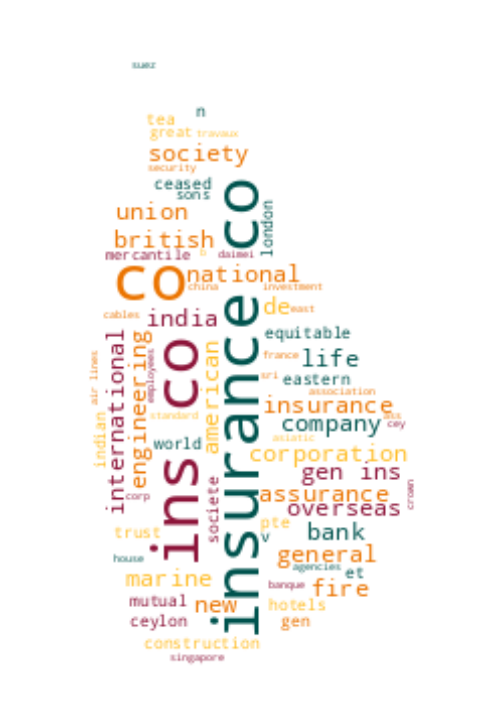 suez
n
tea
great travaux
society
security
ceased
sons
union
london
british
mercantile
daimei
insurance co
co
national
china
investment
de
east
cables
india
equitable
international
engineering
employees
ins co
american
france
life
air lines
sri
eastern
association
indian
insurance
standard
company
ass
cey
world
asiatic
corporation
gen ins
societe
crown
corp
assurance
overseas
pte
trust
v
bank
general
house
agencies
et
marine
banque
fire
mutual
new
hotels
ceylon
gen
construction
singapore